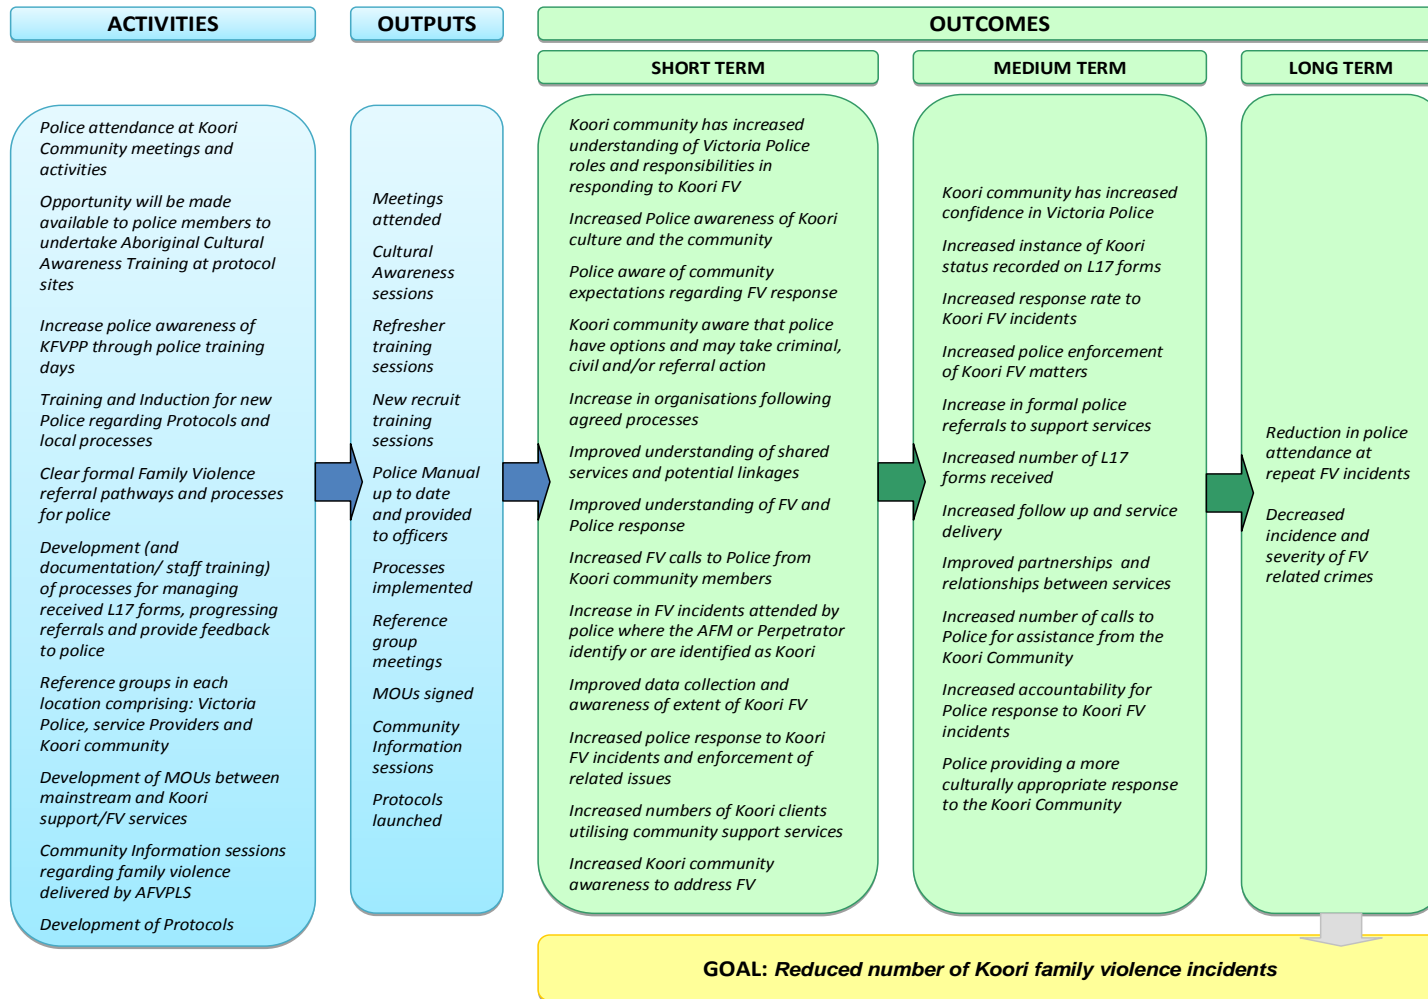 ACTIVITIES
OUTPUTS
OUTCOMES
SHORT TERM
MEDIUM TERM
LONG TERM
Police attendance at Koori
Community meetings and
activities
Opportunity will be made
available to police members to
undertake Aboriginal Cultural
Awareness Training at protocol
sites
Increase police awareness of
KFVPP through police training
days
Training and Induction for new
Police regarding Protocols and
local processes
Clear formal Family Violence
referral pathways and processes
for police
Development (and
documentation/ staff training)
of processes for managing
received L17 forms, progressing
referrals and provide feedback
to police
Reference groups in each
location comprising: Victoria
Police, service Providers and
Koori community
Development of MOUs between
mainstream and Koori
support/FV services
Community Information sessions
regarding family violence
delivered by AFVPLS
Development of Protocols
Meetings
attended
Cultural
Awareness
sessions
Refresher
training
sessions
New recruit
training
sessions
Police Manual
up to date
and provided
to officers
Processes
implemented
Reference
group
meetings
MOUs signed
Community
Information
sessions
Protocols
launched
Koori community has increased
understanding of Victoria Police
roles and responsibilities in
responding to Koori FV
Increased Police awareness of Koori
culture and the community
Police aware of community
expectations regarding FV response
Koori community aware that police
have options and may take criminal,
civil and/or referral action
Increase in organisations following
agreed processes
Improved understanding of shared
services and potential linkages
Improved understanding of FV and
Police response
Increased FV calls to Police from
Koori community members
Increase in FV incidents attended by
police where the AFM or Perpetrator
identify or are identified as Koori
Improved data collection and
awareness of extent of Koori FV
Increased police response to Koori
FV incidents and enforcement of
related issues
Increased numbers of Koori clients
utilising community support services
Increased Koori community
awareness to address FV
Koori community has increased
confidence in Victoria Police
Increased instance of Koori
status recorded on L17 forms
Increased response rate to
Koori FV incidents
Increased police enforcement
of Koori FV matters
Increase in formal police
referrals to support services
Increased number of L17
forms received
Increased follow up and service
delivery
Improved partnerships and
relationships between services
Increased number of calls to
Police for assistance from the
Koori Community
Increased accountability for
Police response to Koori FV
incidents
Police providing a more
culturally appropriate response
to the Koori Community
Reduction in police
attendance at
repeat FV incidents
Decreased
incidence and
severity of FV
related crimes
GOAL: Reduced number of Koori family violence incidents